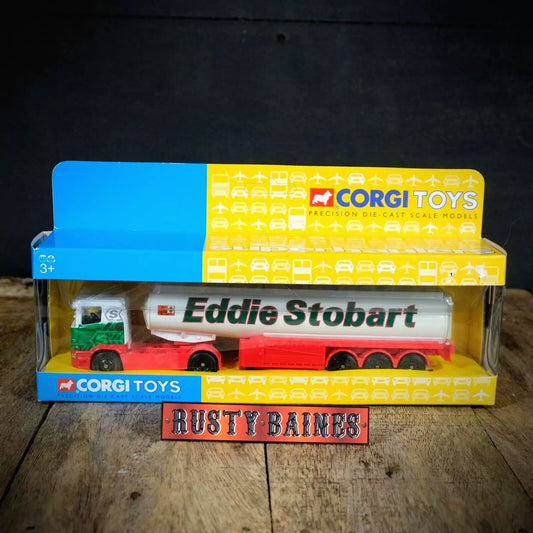 CORGI TOYS
PRECISION DIE-CAST SCALE MODELS
3+
Eddie Stobart
S
CORGI TOYS
PRECISION DIE-CAST SCALE MODELS
RUSTY BAINES